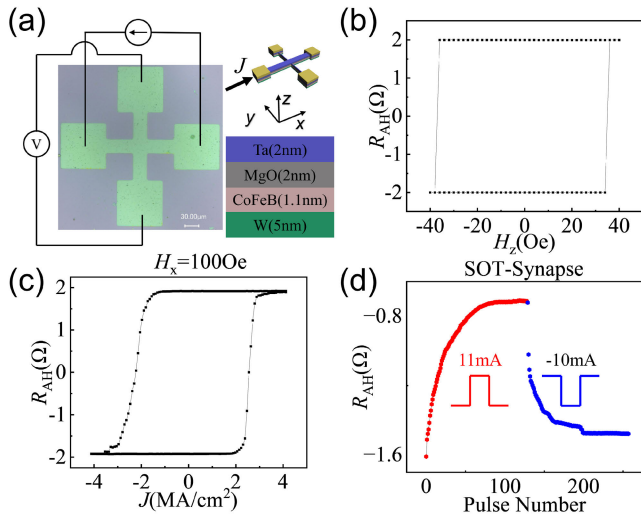 (a)
V
30.00μm
J
z
y
x
Ta(2nm)
MgO(2nm)
CoFeB(1.1nm)
W(5nm)
(b)
R_AH(Ω)
2
1
0
-1
-2
-40 -20 0 20 40
H_z(Oe)
(c)
H_x=100Oe
R_AH(Ω)
2
1
0
-1
-2
-4 -2 0 2 4
J(MA/cm²)
(d)
SOT-Synapse
R_AH(Ω)
-0.8
-1.6
11mA
-10mA
0 100 200
Pulse Number